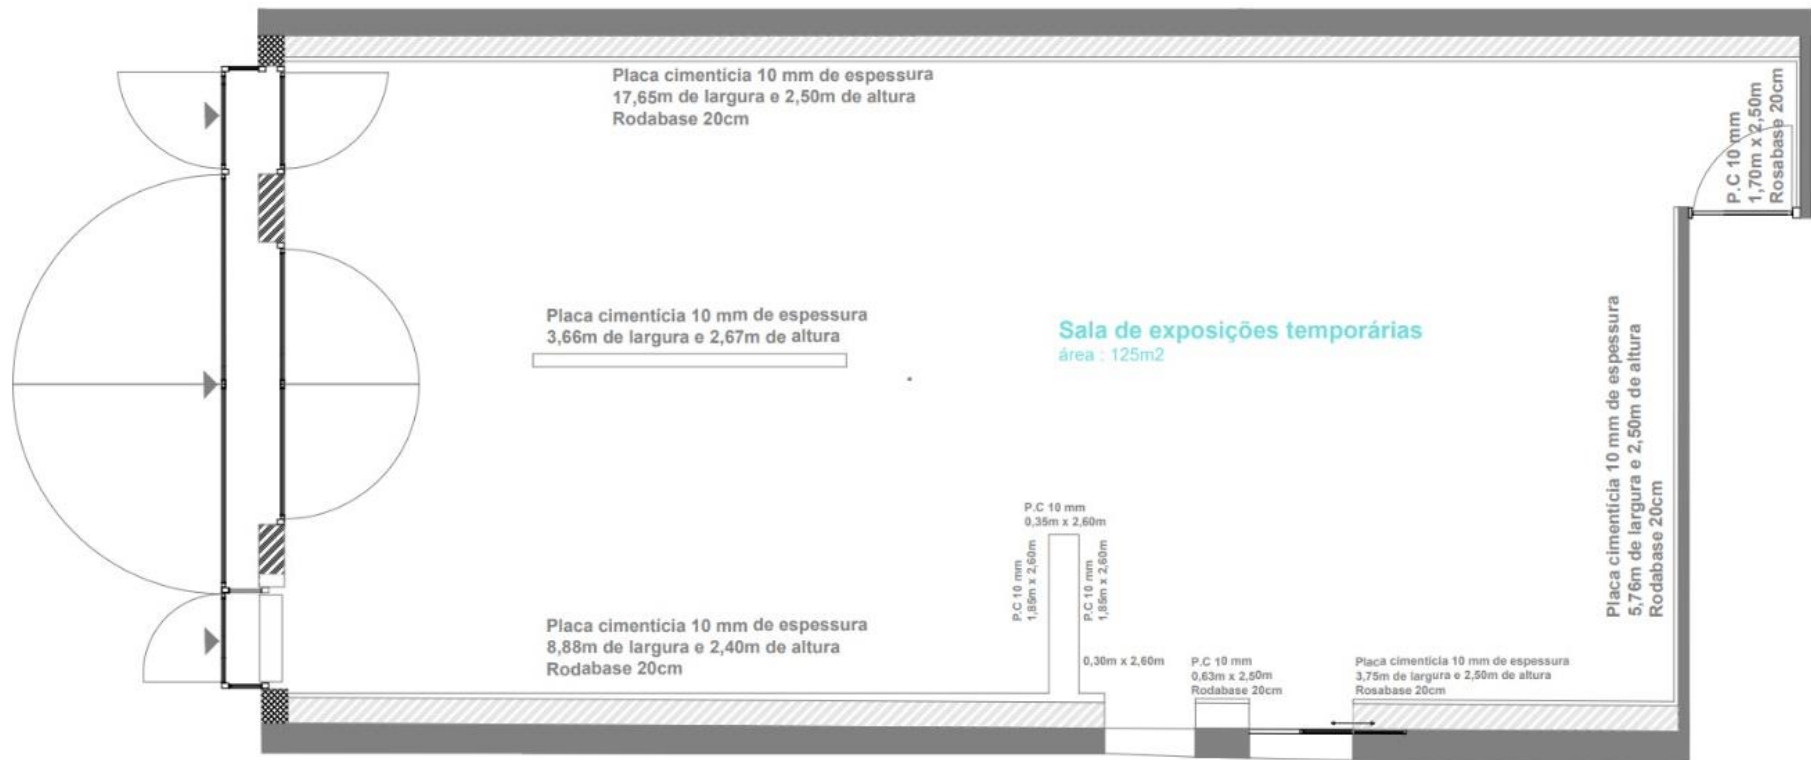 Placa cimentícia 10 mm de espessura
17,65m de largura e 2,50m de altura
Rodabase 20cm
P.C 10 mm
1,70m x 2,50m
Rosabase 20cm
Placa cimentícia 10 mm de espessura
3,66m de largura e 2,67m de altura
Sala de exposições temporárias
área : 125m2
Placa cimentícia 10 mm de espessura
5,76m de largura e 2,50m de altura
Rodabase 20cm
P.C 10 mm
0,35m x 2,60m
P.C 10 mm
1,85m x 2,60m
P.C 10 mm
1,85m x 2,60m
Placa cimentícia 10 mm de espessura
8,88m de largura e 2,40m de altura
Rodabase 20cm
0,30m x 2,60m
P.C 10 mm
0,63m x 2,50m
Rodabase 20cm
Placa cimentícia 10 mm de espessura
3,75m de largura e 2,50m de altura
Rosabase 20cm